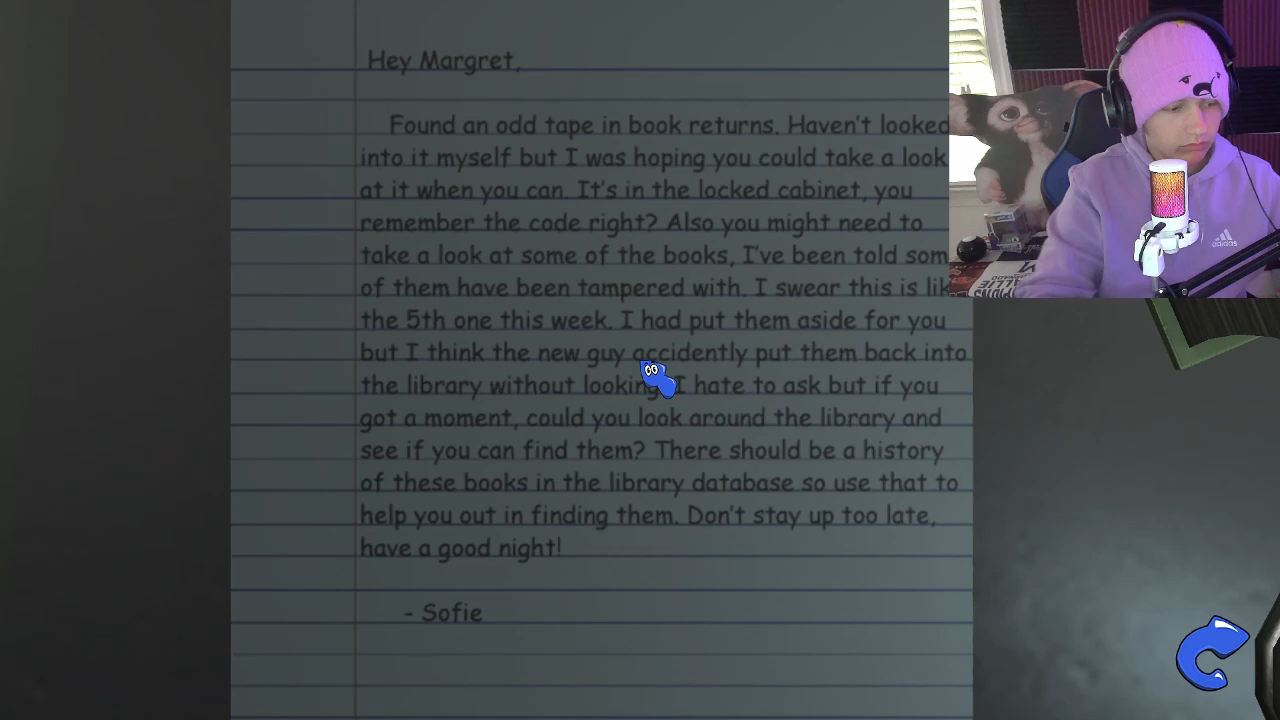 Hey Margret,
Found an odd tape in book returns. Haven't looked
into it myself but I was hoping you could take a look
at it when you can. It's in the locked cabinet, you
remember the code right? Also you might need to
take a look at some of the books, I've been told som
of them have been tampered with. I swear this is lik
the 5th one this week. I had put them aside for you
but I think the new guy accidently put them back into
the library without looking. I hate to ask but if you
got a moment, could you look around the library and
see if you can find them? There should be a history
of these books in the library database so use that to
help you out in finding them. Don't stay up too late,
have a good night!
- Sofie
adidas